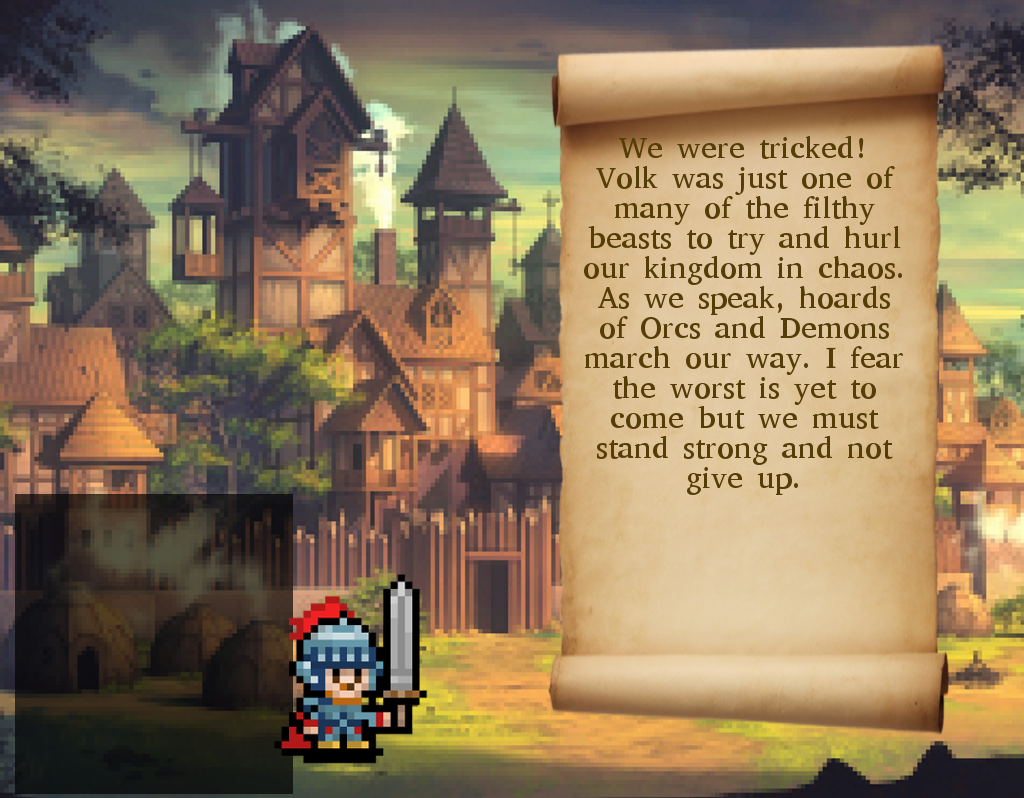 We were tricked!
Volk was just one of
many of the filthy
beasts to try and hurl
our kingdom in chaos.
As we speak, hoards
of Orcs and Demons
march our way. I fear
the worst is yet to
come but we must
stand strong and not
give up.